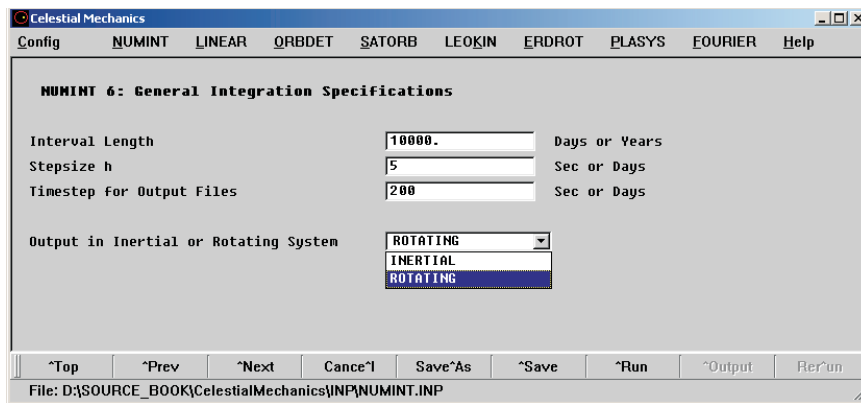 Celestial Mechanics
Config NUMINT LINEAR ORBDET SATORB LEOKIN ERDROT PLASYS FOURIER Help
NUMINT 6: General Integration Specifications
Interval Length 10000. Days or Years
Stepsize h 5 Sec or Days
Timestep for Output Files 200 Sec or Days
Output in Inertial or Rotating System ROTATING
INERTIAL
ROTATING
^Top ^Prev ^Next Cance^l Save^As ^Save ^Run ^Output Rer^un
File: D:\SOURCE_BOOK\CelestialMechanics\INP\NUMINT.INP